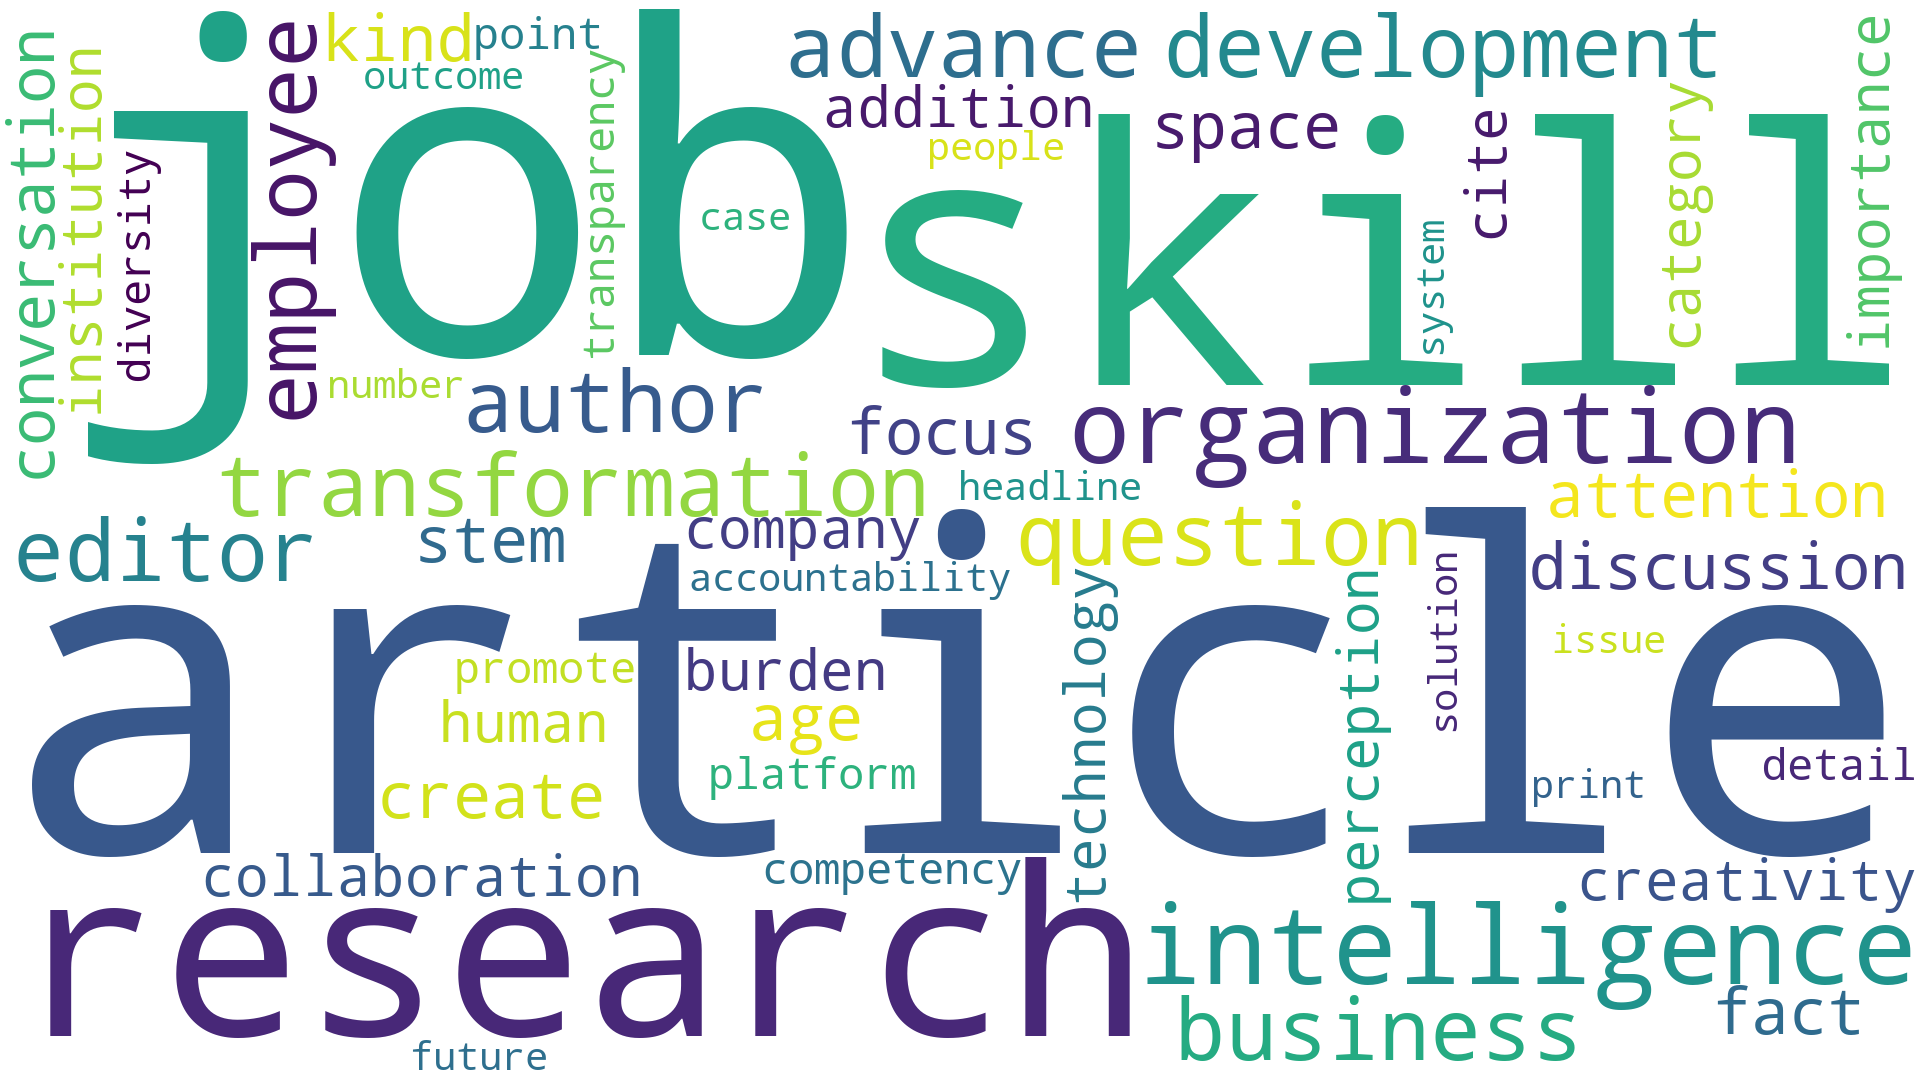 job
skill
article
research
conversation
institution
diversity
employee
kind
point
outcome
transparency
advance
development
addition
people
space
case
system
cite
category
importance
number
author
focus
organization
transformation
headline
attention
editor
stem
company
question
discussion
accountability
technology
perception
solution
issue
promote
burden
human
age
platform
create
print
detail
collaboration
competency
creativity
intelligence
business
fact
future